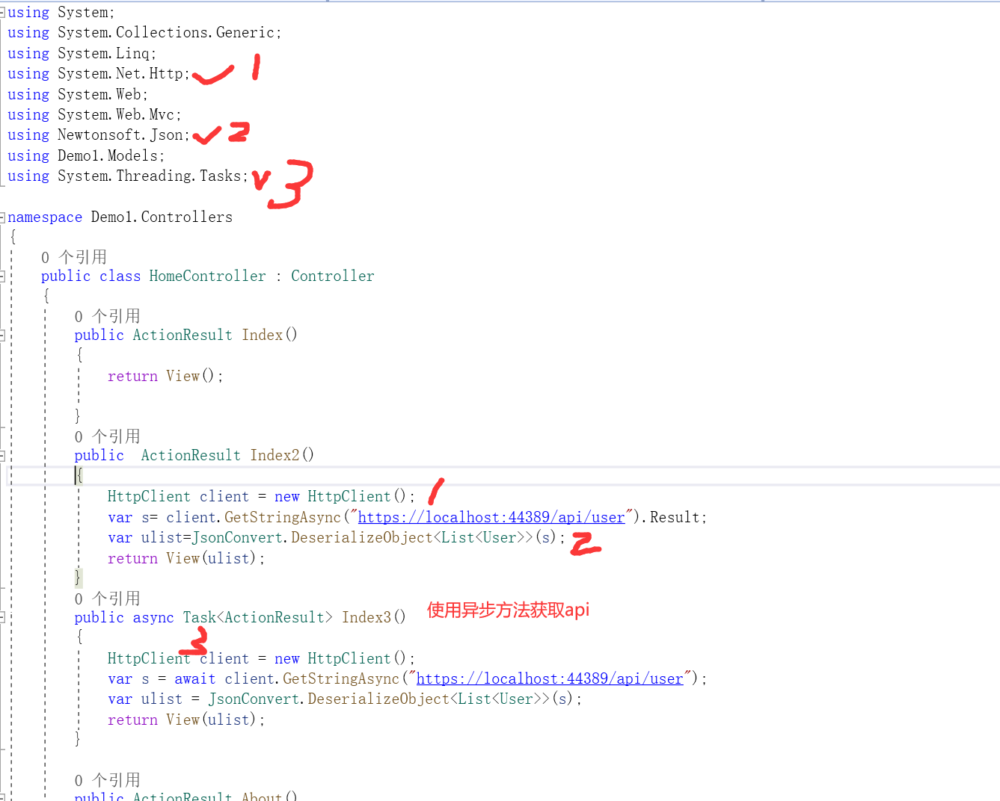 using System;
using System.Collections.Generic;
using System.Linq;
using System.Net.Http; 1
using System.Web;
using System.Web.Mvc;
using Newtonsoft.Json; 2
using Demo1.Models;
using System.Threading.Tasks; 3
namespace Demo1.Controllers
{
0 个引用
public class HomeController : Controller
{
0 个引用
public ActionResult Index()
{
return View();
}
0 个引用
public  ActionResult Index2()
{
HttpClient client = new HttpClient(); 1
var s= client.GetStringAsync("https://localhost:44389/api/user").Result;
var ulist=JsonConvert.DeserializeObject<List<User>>(s); 2
return View(ulist);
}
0 个引用
public async Task<ActionResult> Index3() 使用异步方法获取api
{
3
HttpClient client = new HttpClient();
var s = await client.GetStringAsync("https://localhost:44389/api/user");
var ulist = JsonConvert.DeserializeObject<List<User>>(s);
return View(ulist);
}
0 个引用
public ActionResult About()